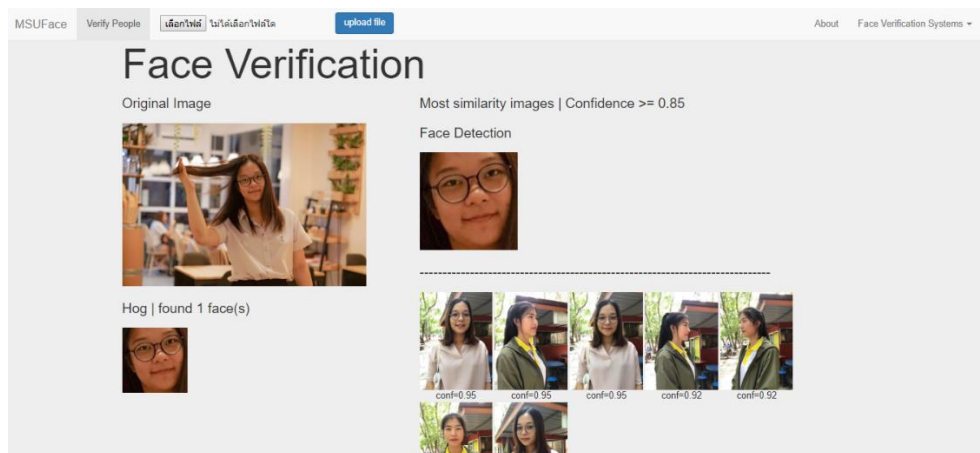 MSUFace Verify People เลือกไฟล์ ไม่ได้เลือกไฟล์ใด upload file About Face Verification Systems
Face Verification
Original Image
Most similarity images | Confidence >= 0.85
Face Detection
--------------------------------------------------------------------------------
Hog | found 1 face(s)
conf=0.95 conf=0.95 conf=0.95 conf=0.92 conf=0.92